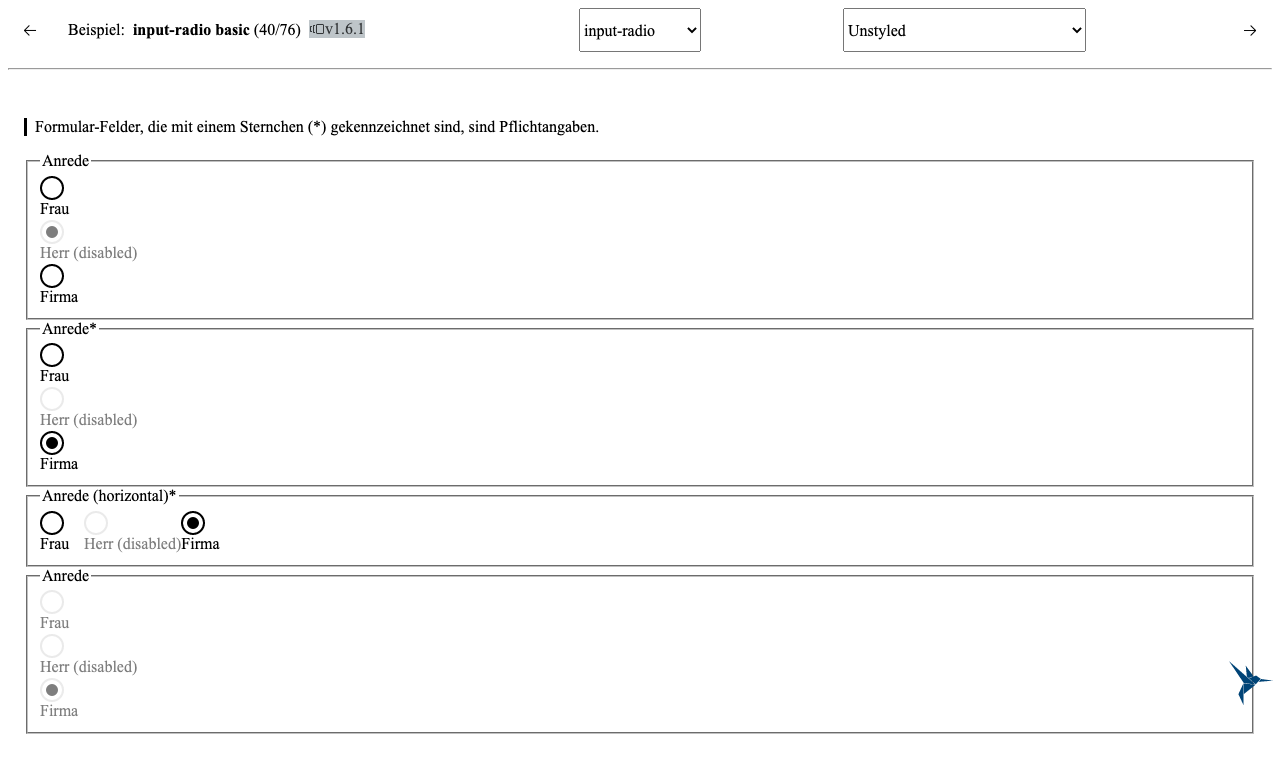 Beispiel: input-radio basic (40/76) v1.6.1 input-radio Unstyled
Formular-Felder, die mit einem Sternchen (*) gekennzeichnet sind, sind Pflichtangaben.
Anrede
Frau
Herr (disabled)
Firma
Anrede*
Frau
Herr (disabled)
Firma
Anrede (horizontal)*
Frau Herr (disabled) Firma
Anrede
Frau
Herr (disabled)
Firma